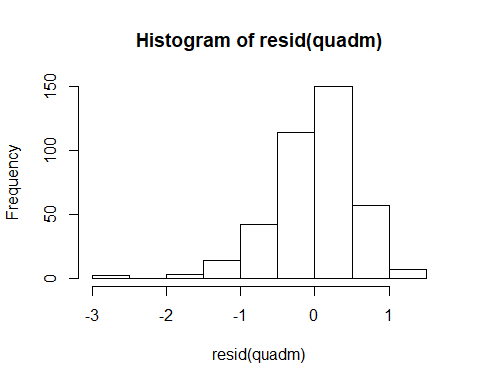 Histogram of resid(quadm)
Frequency
150
100
50
0
-3 -2 -1 0 1
resid(quadm)